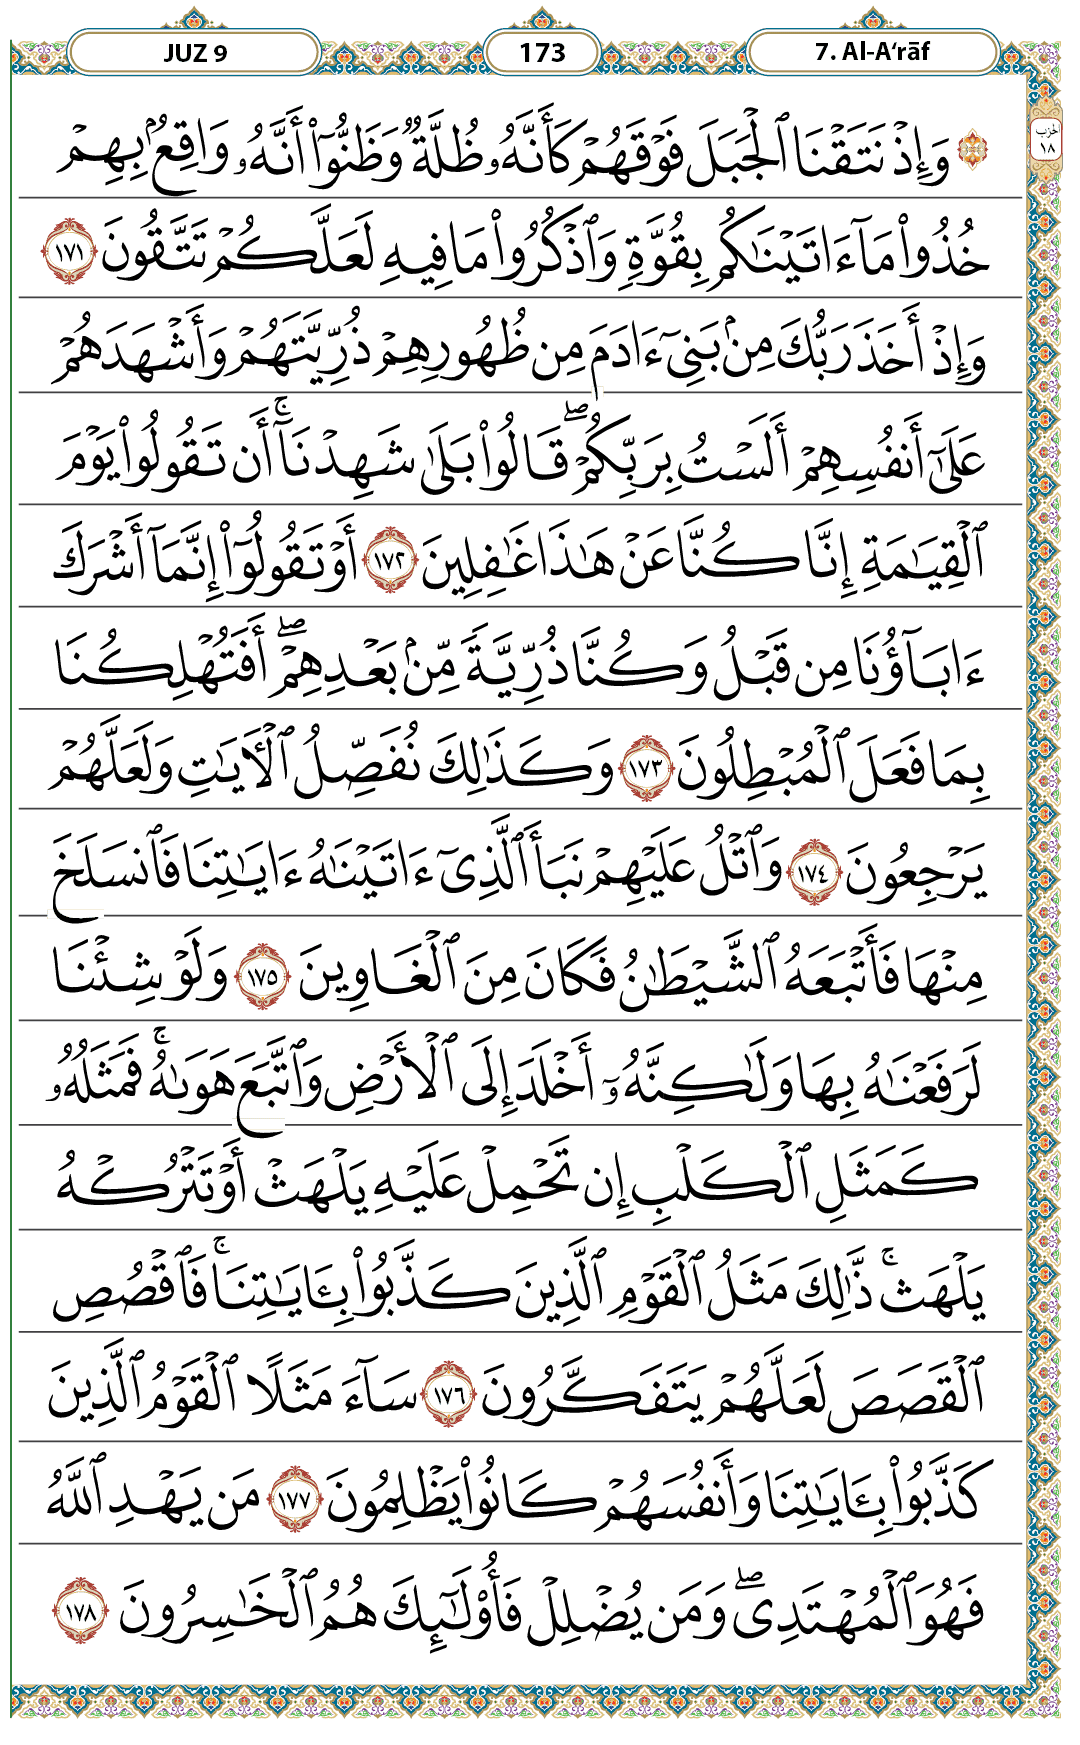 JUZ 9
173
7. Al-A‘rāf
الحزب
١٨
۞ وَإِذْ نَتَقْنَا ٱلْجَبَلَ فَوْقَهُمْ كَأَنَّهُۥ ظُلَّةٌ وَظَنُّوٓا۟ أَنَّهُۥ وَاقِعٌۢ بِهِمْ
خُذُوا۟ مَآ ءَاتَيْنَـٰكُم بِقُوَّةٍ وَٱذْكُرُوا۟ مَا فِيهِ لَعَلَّكُمْ تَتَّقُونَ ١٧١
وَإِذْ أَخَذَ رَبُّكَ مِنۢ بَنِىٓ ءَادَمَ مِن ظُهُورِهِمْ ذُرِّيَّتَهُمْ وَأَشْهَدَهُمْ
عَلَىٰٓ أَنفُسِهِمْ أَلَسْتُ بِرَبِّكُمْ ۖ قَالُوا۟ بَلَىٰ شَهِدْنَآ ۚ أَن تَقُولُوا۟ يَوْمَ
ٱلْقِيَـٰمَةِ إِنَّا كُنَّا عَنْ هَـٰذَا غَـٰفِلِينَ ١٧٢ أَوْ تَقُولُوٓا۟ إِنَّمَآ أَشْرَكَ
ءَابَآؤُنَا مِن قَبْلُ وَكُنَّا ذُرِّيَّةً مِّنۢ بَعْدِهِمْ ۖ أَفَتُهْلِكُنَا
بِمَا فَعَلَ ٱلْمُبْطِلُونَ ١٧٣ وَكَذَٰلِكَ نُفَصِّلُ ٱلْـَٔايَـٰتِ وَلَعَلَّهُمْ
يَرْجِعُونَ ١٧٤ وَٱتْلُ عَلَيْهِمْ نَبَأَ ٱلَّذِىٓ ءَاتَيْنَـٰهُ ءَايَـٰتِنَا فَٱنسَلَخَ
مِنْهَا فَأَتْبَعَهُ ٱلشَّيْطَـٰنُ فَكَانَ مِنَ ٱلْغَاوِينَ ١٧٥ وَلَوْ شِئْنَا
لَرَفَعْنَـٰهُ بِهَا وَلَـٰكِنَّهُۥٓ أَخْلَدَ إِلَى ٱلْأَرْضِ وَٱتَّبَعَ هَوَىٰهُ ۚ فَمَثَلُهُۥ
كَمَثَلِ ٱلْكَلْبِ إِن تَحْمِلْ عَلَيْهِ يَلْهَثْ أَوْ تَتْرُكْهُ
يَلْهَث ۚ ذَّٰلِكَ مَثَلُ ٱلْقَوْمِ ٱلَّذِينَ كَذَّبُوا۟ بِـَٔايَـٰتِنَا ۚ فَٱقْصُصِ
ٱلْقَصَصَ لَعَلَّهُمْ يَتَفَكَّرُونَ ١٧٦ سَآءَ مَثَلًا ٱلْقَوْمُ ٱلَّذِينَ
كَذَّبُوا۟ بِـَٔايَـٰتِنَا وَأَنفُسَهُمْ كَانُوا۟ يَظْلِمُونَ ١٧٧ مَن يَهْدِ ٱللَّهُ
فَهُوَ ٱلْمُهْتَدِى ۖ وَمَن يُضْلِلْ فَأُو۟لَـٰٓئِكَ هُمُ ٱلْخَـٰسِرُونَ ١٧٨